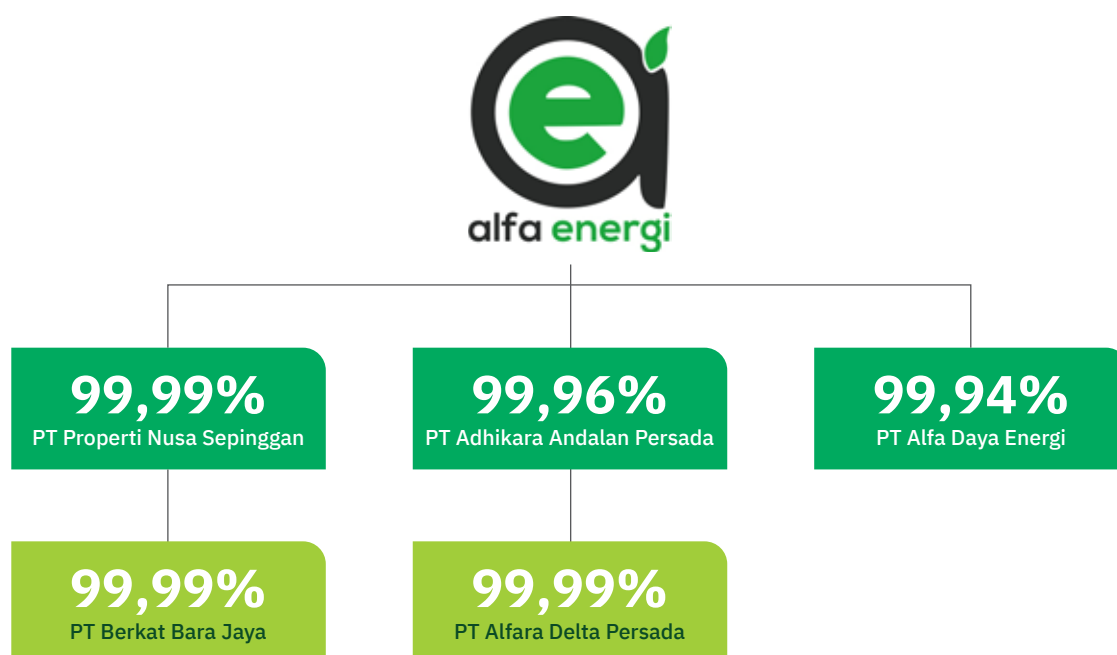 alfa energi
99,99%
PT Properti Nusa Sepinggan
99,96%
PT Adhikara Andalan Persada
99,94%
PT Alfa Daya Energi
99,99%
PT Berkat Bara Jaya
99,99%
PT Alfara Delta Persada